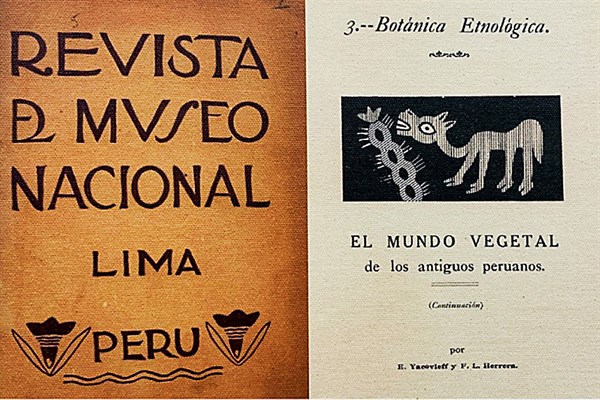 REVISTA
DEL MVSEO
NACIONAL
LIMA
PERU
3.--Botánica Etnológica.
EL MUNDO VEGETAL
de los antiguos peruanos.
(Continuación)
por
E. Yacovleff y F. L. Herrera.